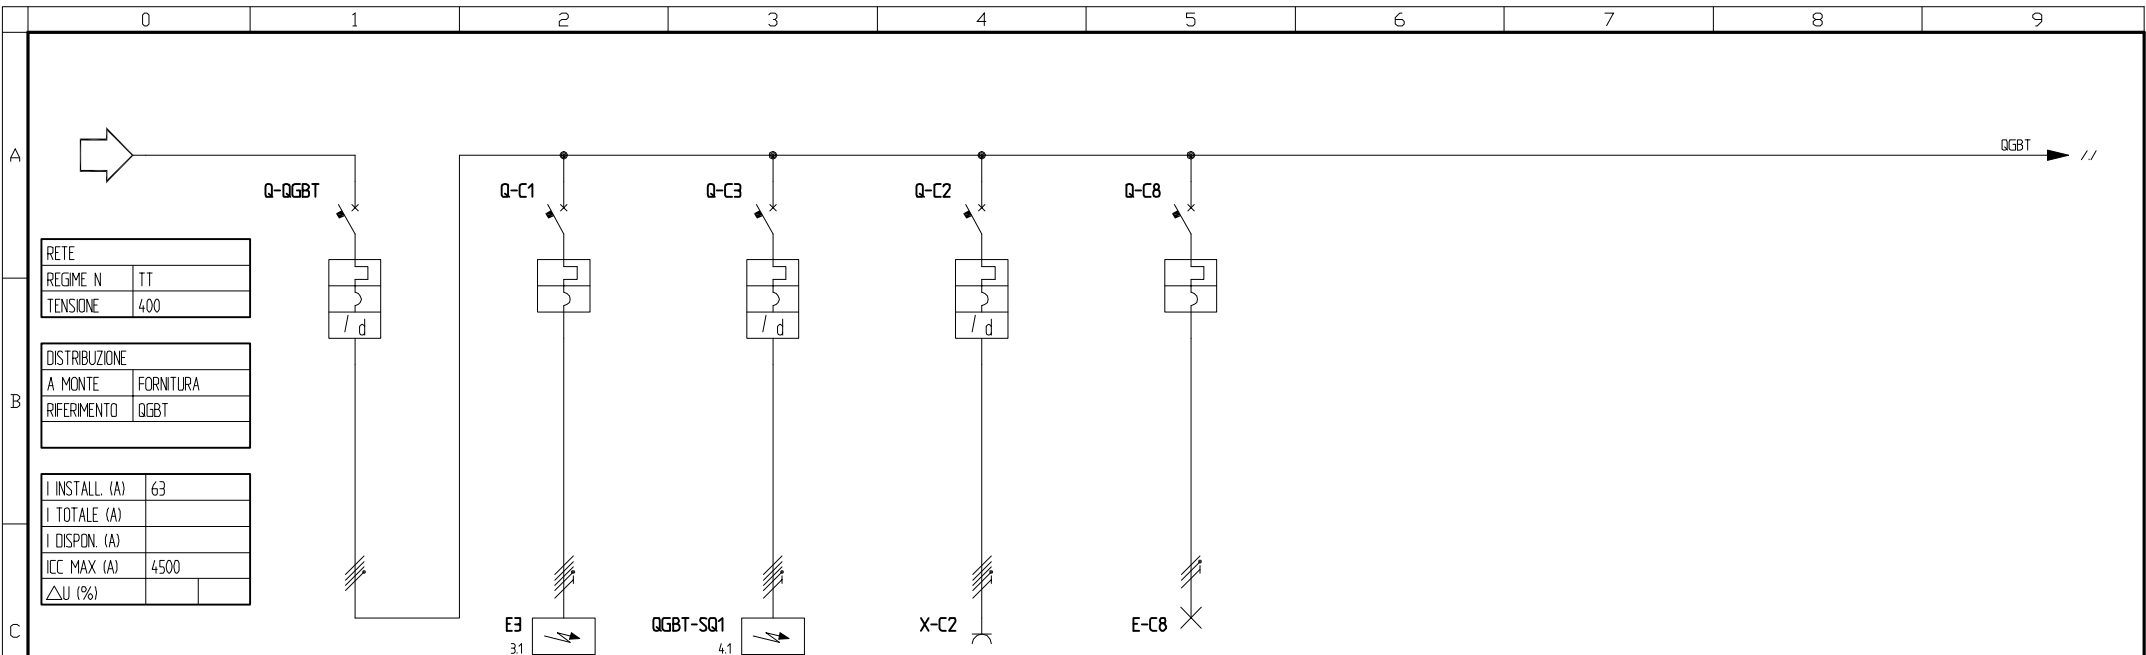 0 1 2 3 4 5 6 7 8 9
A
QGBT /./
Q-QGBT Q-C1 Q-C3 Q-C2 Q-C8
RETE
REGIME N TT
TENSIONE 400
/ d / d / d
DISTRIBUZIONE
A MONTE FORNITURA
B
RIFERIMENTO QGBT
I INSTALL. (A) 63
I TOTALE (A)
I DISPON. (A)
ICC MAX (A) 4500
△U (%)
C
E3 QGBT-SQ1 X-C2 E-C8
3.1 4.1